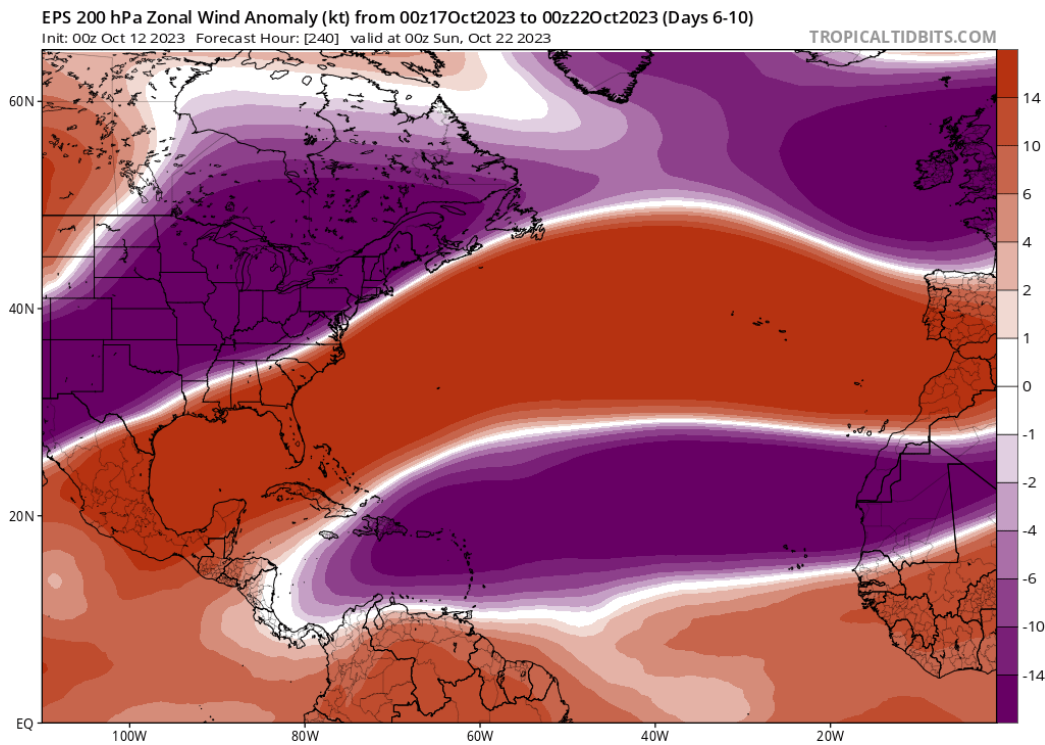 EPS 200 hPa Zonal Wind Anomaly (kt) from 00z17Oct2023 to 00z22Oct2023 (Days 6-10)
Init: 00z Oct 12 2023 Forecast Hour: [240] valid at 00z Sun, Oct 22 2023 TROPICALTIDBITS.COM
60N
40N
20N
EQ
100W 80W 60W 40W 20W
14
10
6
4
2
1
0
-1
-2
-4
-6
-10
-14